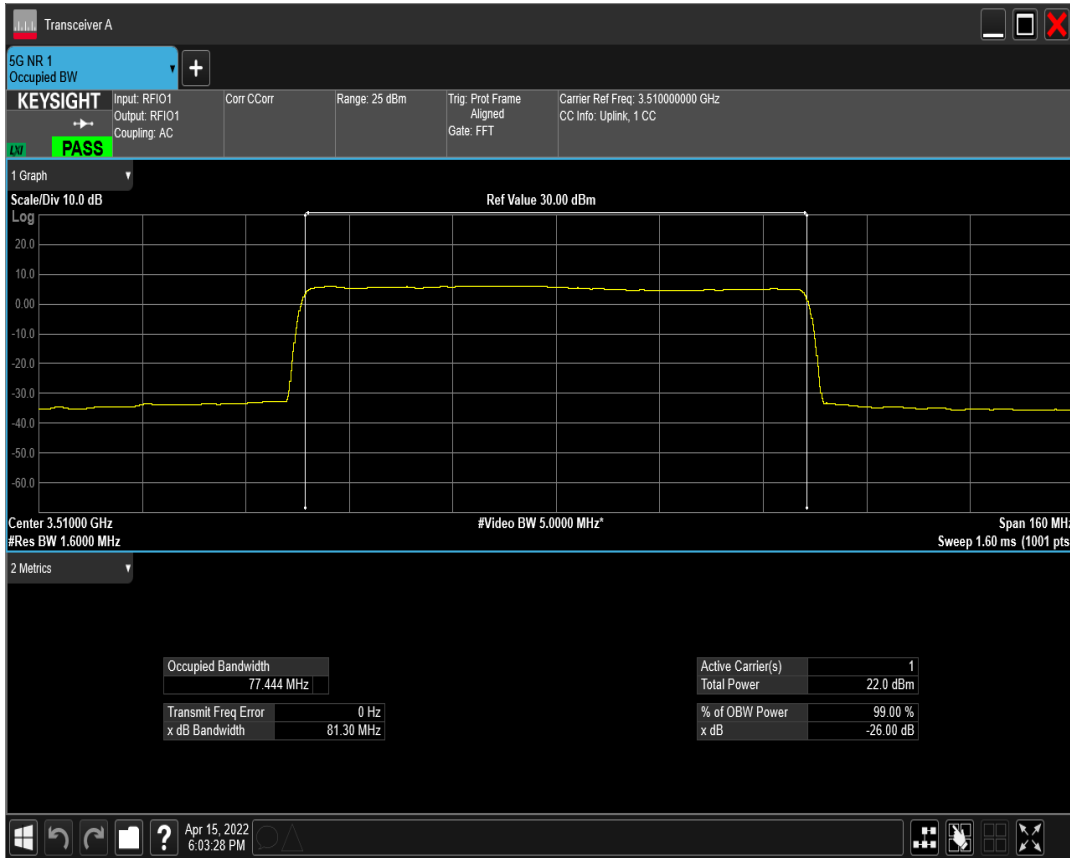 Transceiver A
5G NR 1
Occupied BW
+
KEYSIGHT
Input: RFIO1
Output: RFIO1
Coupling: AC
Corr CCorr
Range: 25 dBm
Trig: Prot Frame
Aligned
Gate: FFT
Carrier Ref Freq: 3.510000000 GHz
CC Info: Uplink, 1 CC
LXI
PASS
1 Graph
Scale/Div 10.0 dB
Ref Value 30.00 dBm
Log
20.0
10.0
0.00
-10.0
-20.0
-30.0
-40.0
-50.0
-60.0
Center 3.51000 GHz
#Video BW 5.0000 MHz*
Span 160 MHz
#Res BW 1.6000 MHz
Sweep 1.60 ms (1001 pts
2 Metrics
Occupied Bandwidth
77.444 MHz
Transmit Freq Error 0 Hz
x dB Bandwidth 81.30 MHz
Active Carrier(s) 1
Total Power 22.0 dBm
% of OBW Power 99.00 %
x dB -26.00 dB
?
Apr 15, 2022
6:03:28 PM